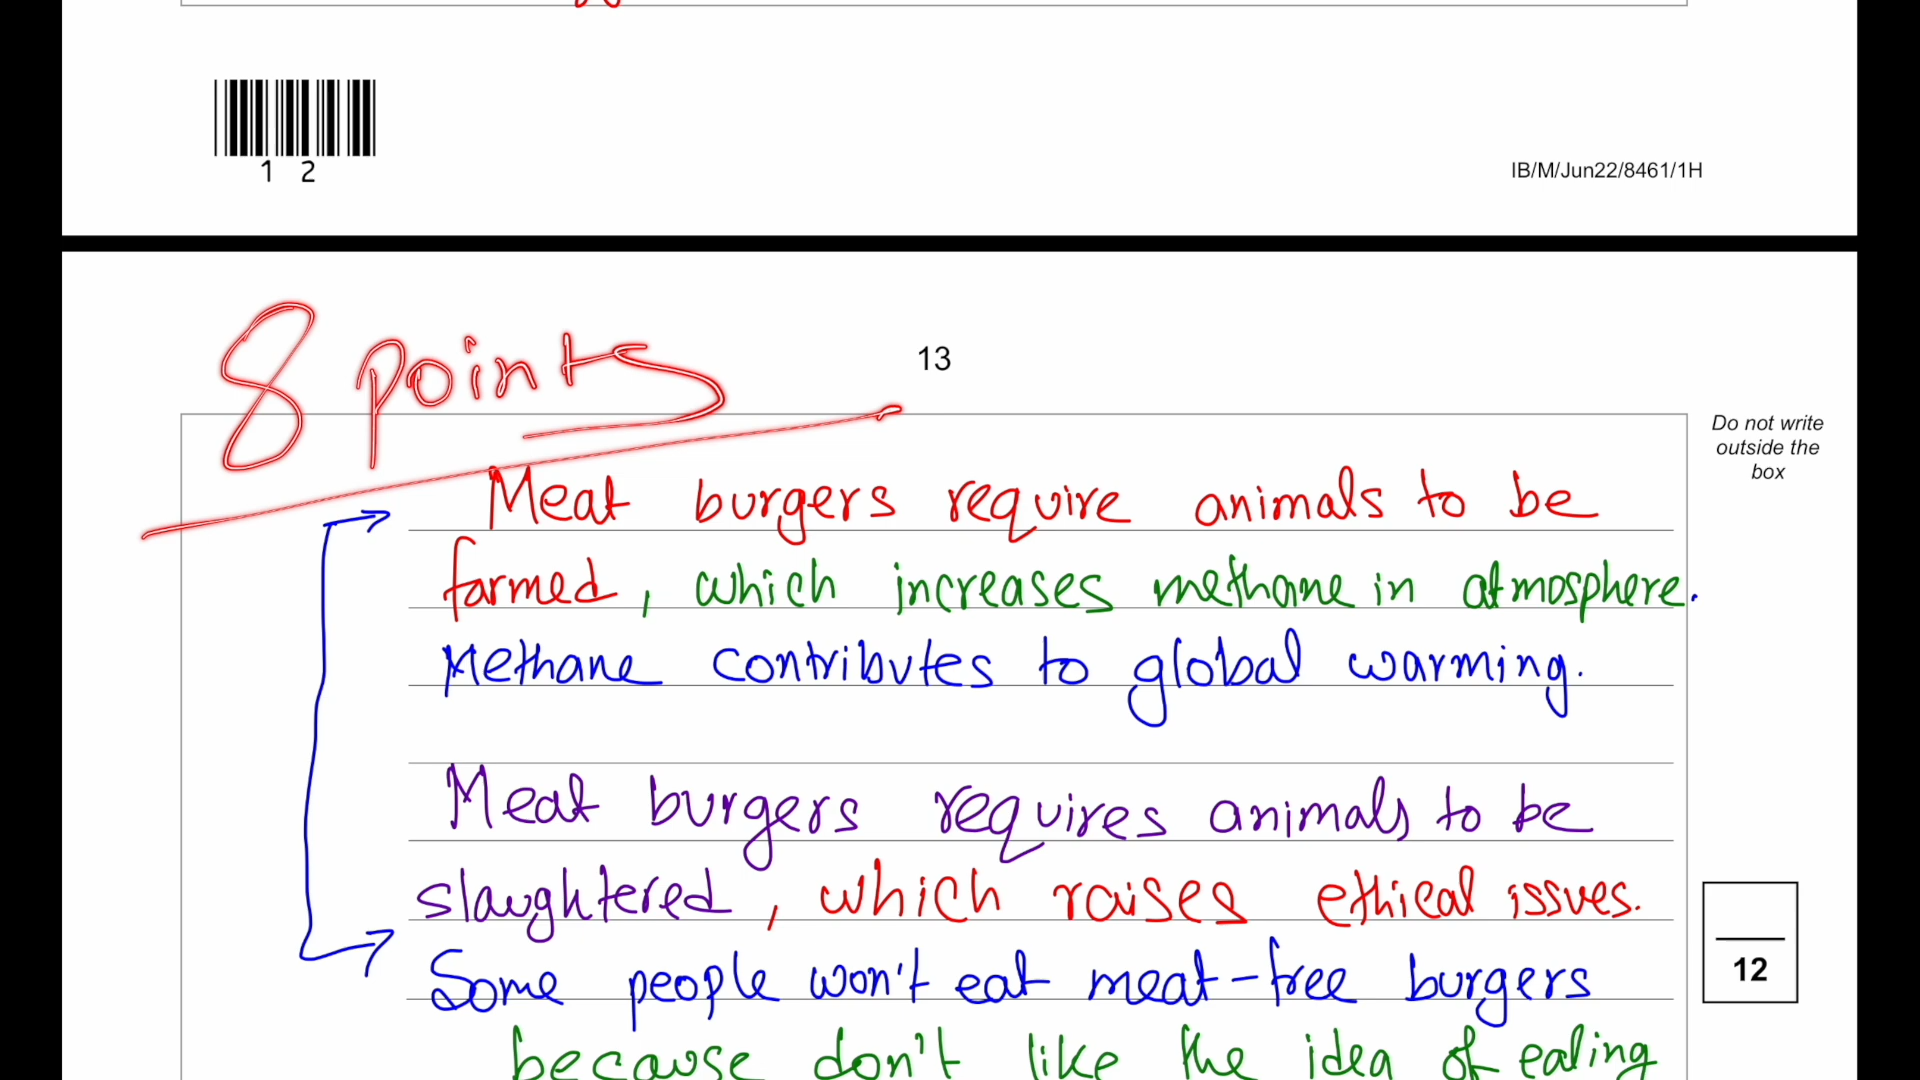 1 2
IB/M/Jun22/8461/1H
8 points
13
Do not write
outside the
box
Meat burgers require animals to be
farmed, which increases methane in atmosphere.
Methane contributes to global warming.
Meat burgers requires animals to be
slaughtered, which raises ethical issues.
Some people won't eat meat-free burgers
12
because don't like the idea of eating